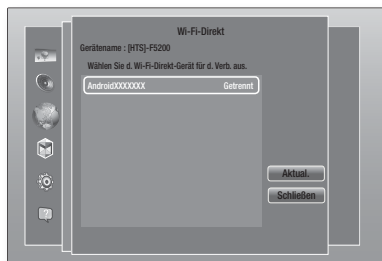 Wi-Fi-Direkt
Gerätename : [HTS]-F5200
Wählen Sie d. Wi-Fi-Direkt-Gerät für d. Verb. aus.
AndroidXXXXXXX Getrennt
Aktual.
Schließen
?